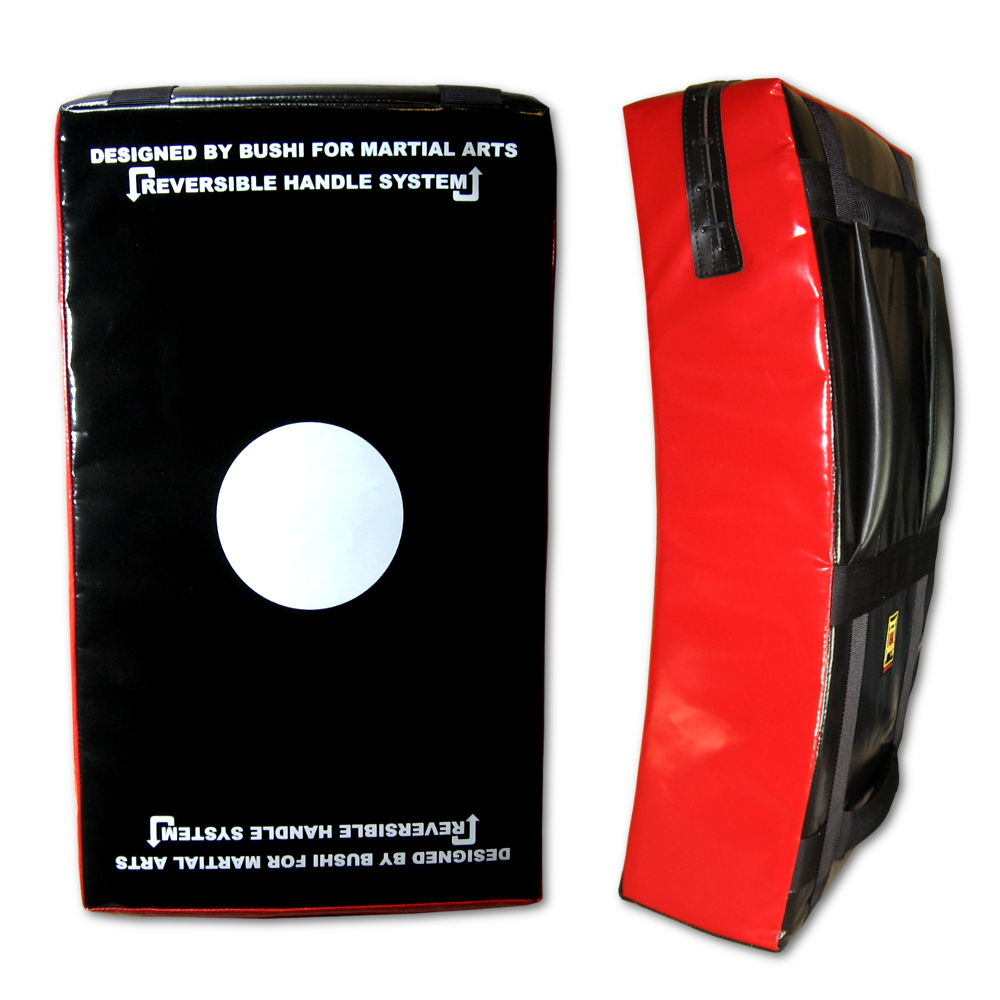 DESIGNED BY BUSHI FOR MARTIAL ARTS
REVERSIBLE HANDLE SYSTEM
REVERSIBLE HANDLE SYSTEM
DESIGNED BY BUSHI FOR MARTIAL ARTS